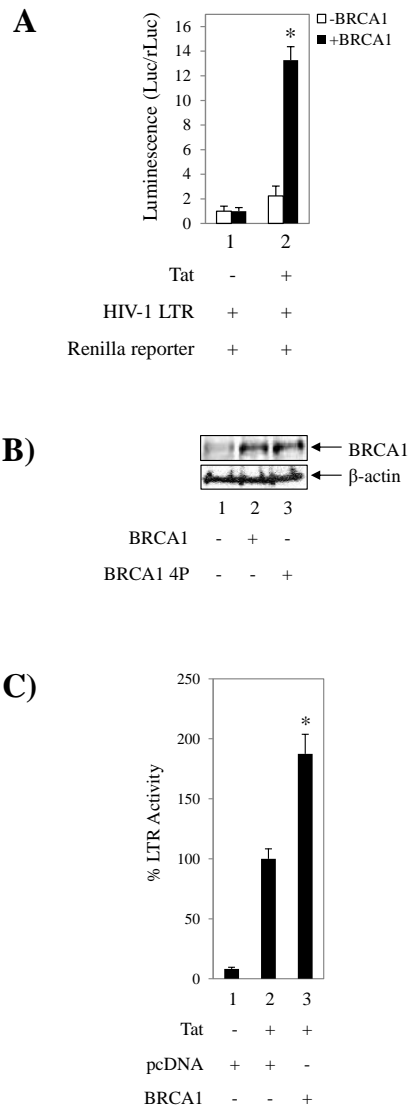 A
Luminescence (Luc/rLuc)
16
14
12
10
8
6
4
2
0
*
-BRCA1
+BRCA1
1 2
Tat - +
HIV-1 LTR + +
Renilla reporter + +
B)
BRCA1
β-actin
1 2 3
BRCA1 - + -
BRCA1 4P - - +
C)
% LTR Activity
250
200
150
100
50
0
*
1 2 3
Tat - + +
pcDNA + + -
BRCA1 - - +